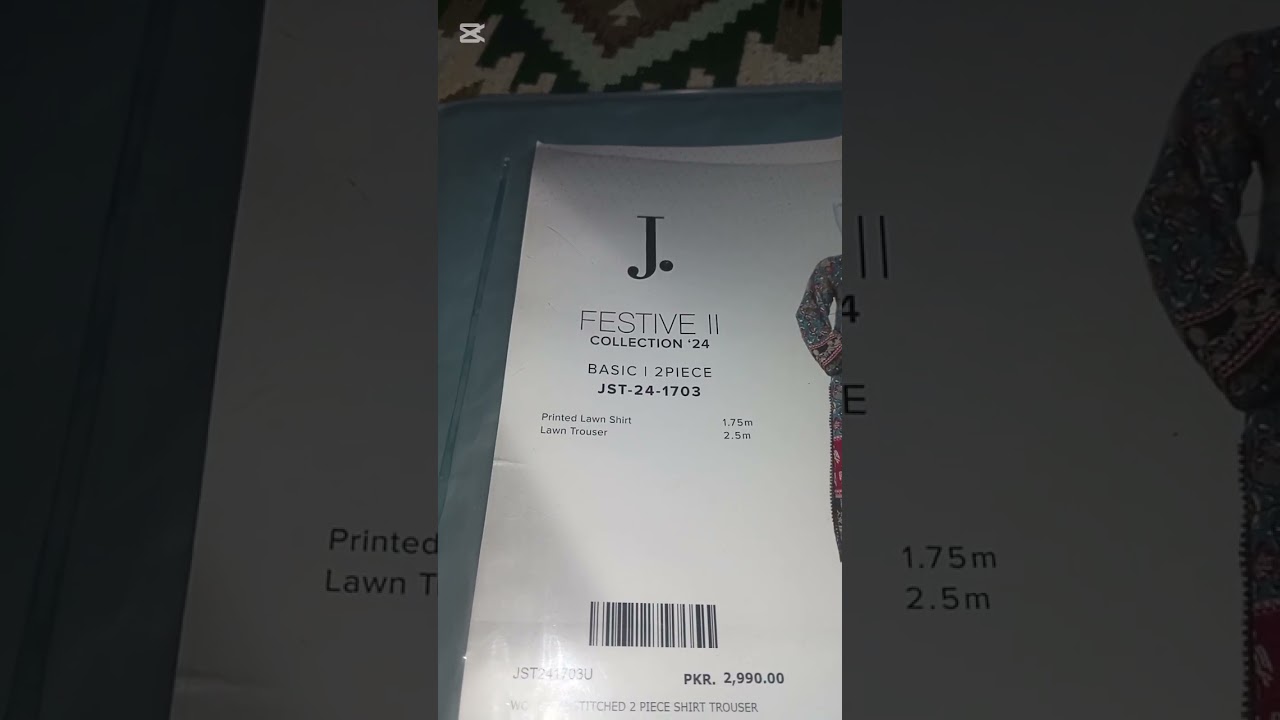 J.
FESTIVE II
COLLECTION ‘24
BASIC | 2PIECE
JST-24-1703
Printed Lawn Shirt 1.75m
Lawn Trouser 2.5m
JST241703U PKR. 2,990.00
2 PIECE SHIRT TROUSER